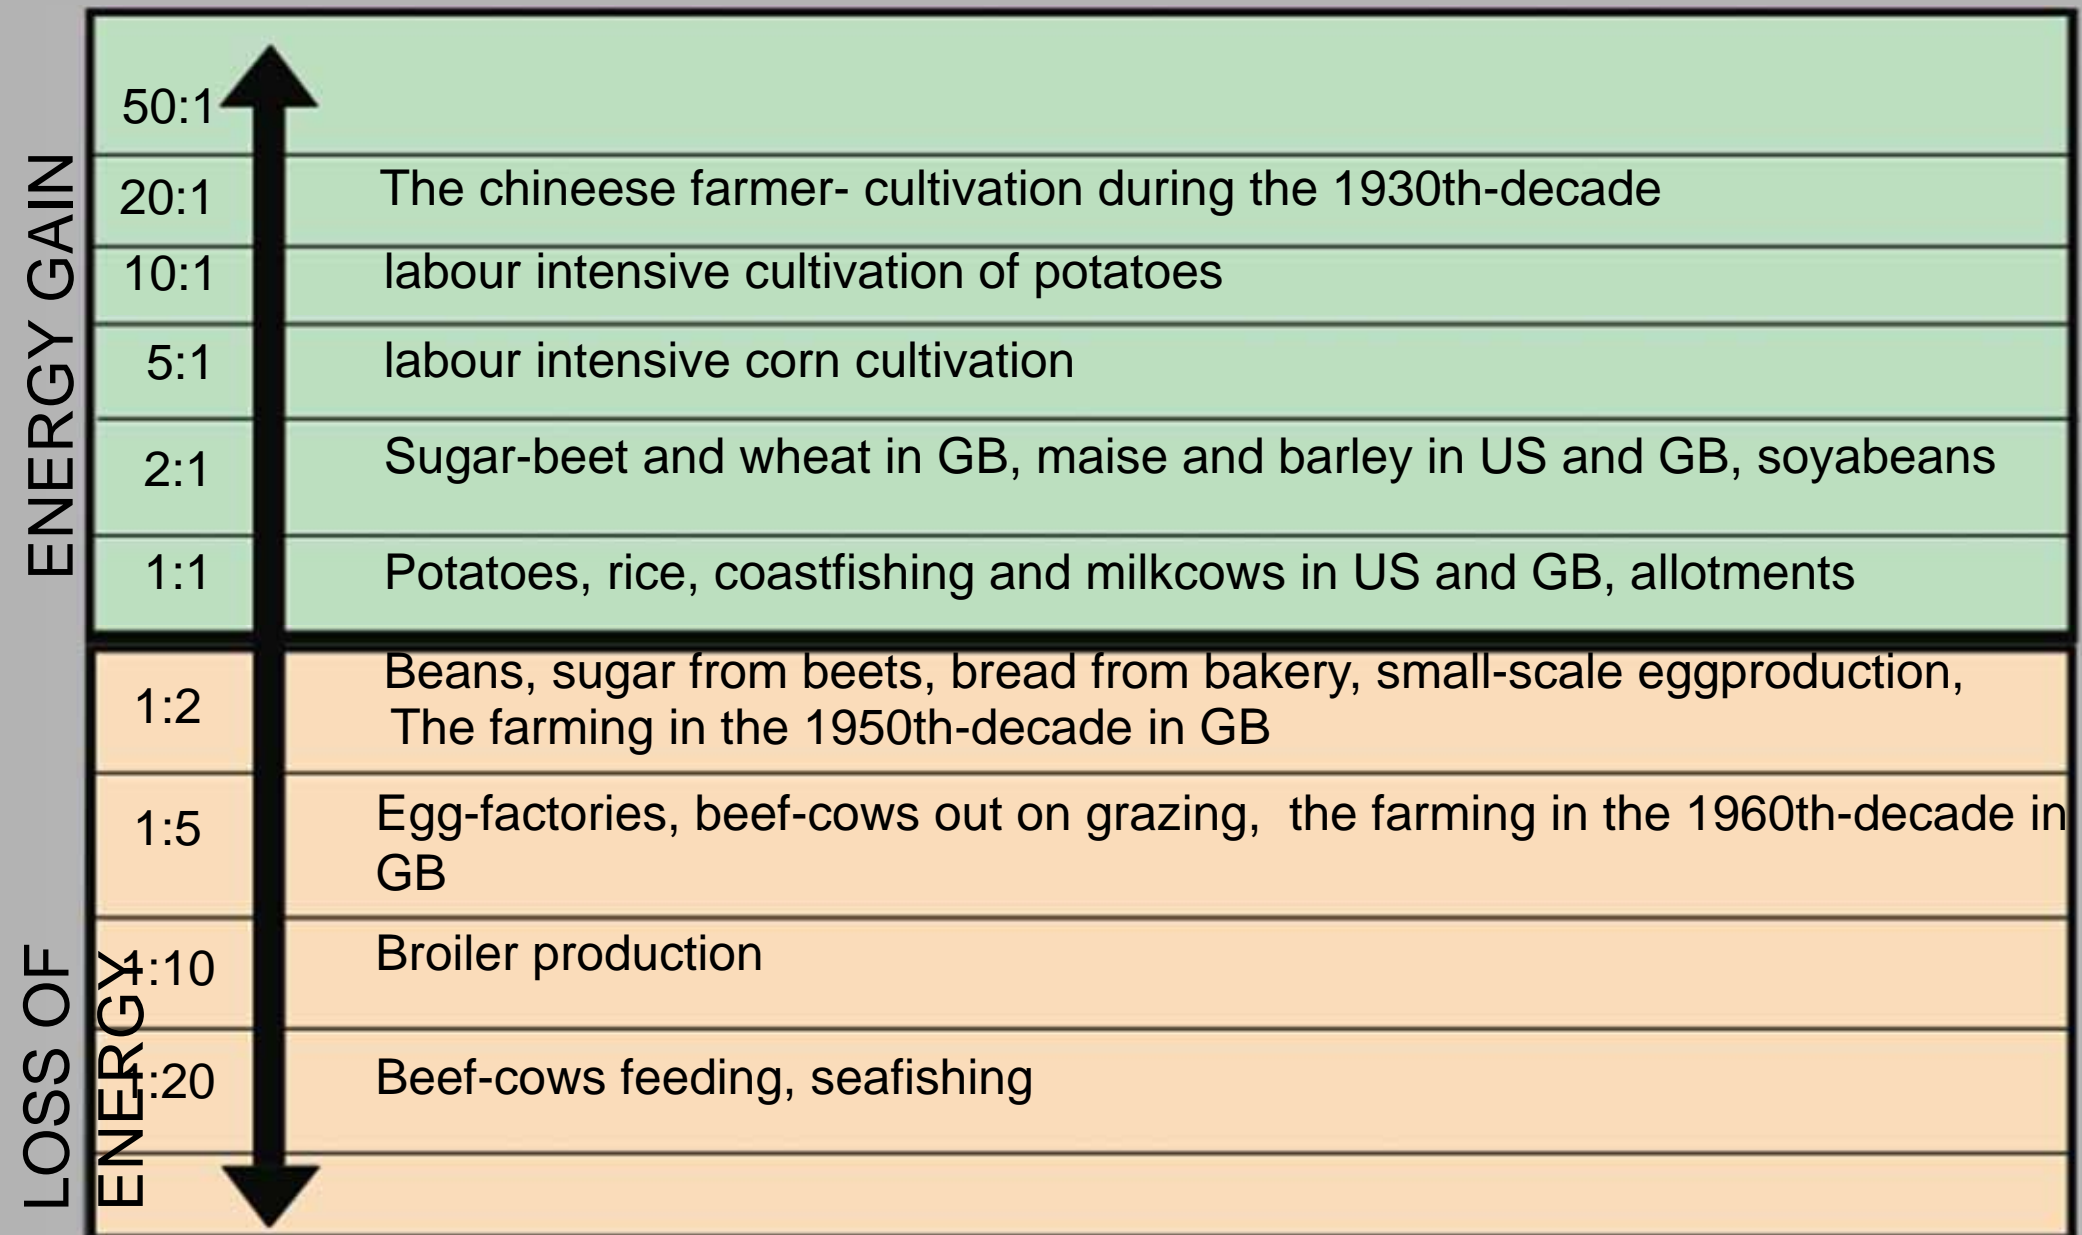 ENERGY GAIN
50:1
20:1 The chineese farmer- cultivation during the 1930th-decade
10:1 labour intensive cultivation of potatoes
5:1 labour intensive corn cultivation
2:1 Sugar-beet and wheat in GB, maise and barley in US and GB, soyabeans
1:1 Potatoes, rice, coastfishing and milkcows in US and GB, allotments
LOSS OF
ENERGY
1:2 Beans, sugar from beets, bread from bakery, small-scale eggproduction,
The farming in the 1950th-decade in GB
1:5 Egg-factories, beef-cows out on grazing, the farming in the 1960th-decade in
GB
1:10 Broiler production
1:20 Beef-cows feeding, seafishing